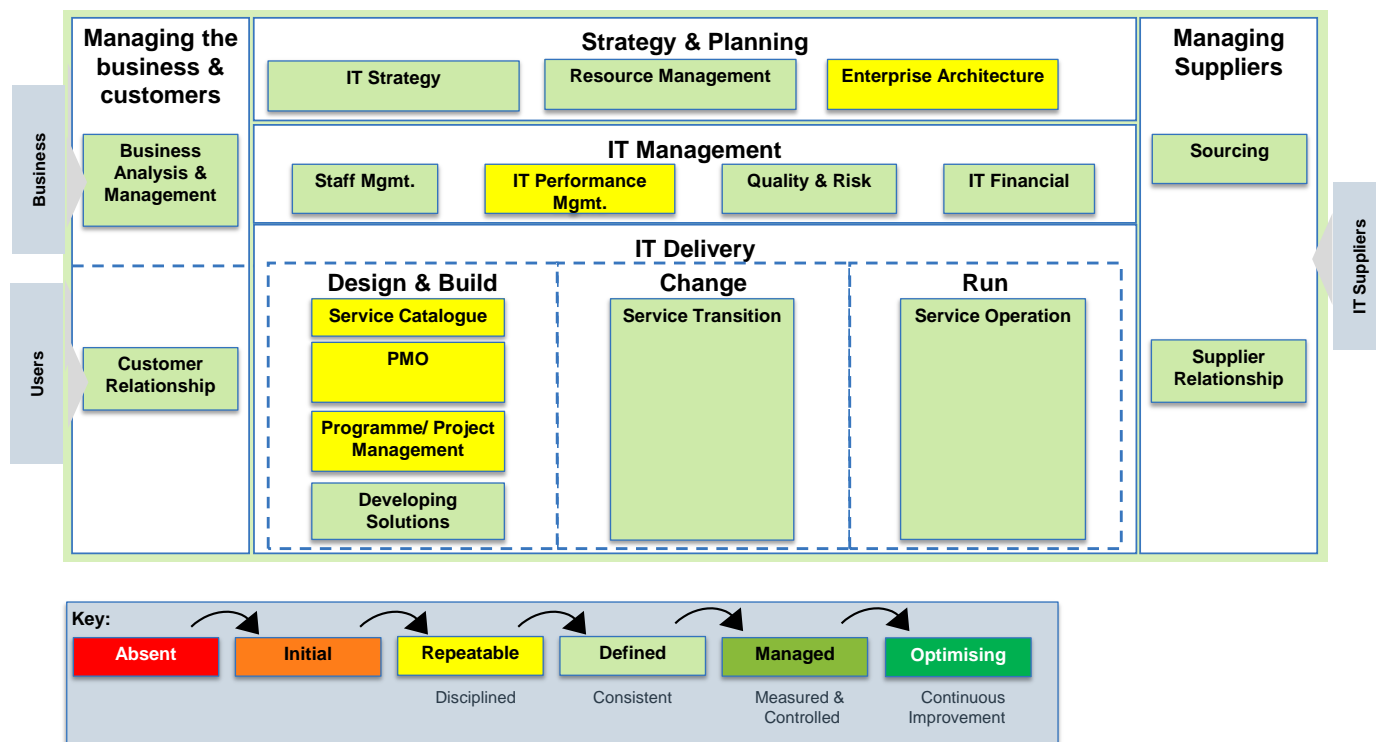 Managing the
business &
customers
Business
Analysis &
Management
Customer
Relationship
Business
Users
Strategy & Planning
IT Strategy
Resource Management
Enterprise Architecture
IT Management
Staff Mgmt.
IT Performance
Mgmt.
Quality & Risk
IT Financial
IT Delivery
Design & Build
Service Catalogue
PMO
Programme/ Project
Management
Developing
Solutions
Change
Service Transition
Run
Service Operation
Managing
Suppliers
Sourcing
Supplier
Relationship
IT Suppliers
Key:
Absent
Initial
Repeatable
Disciplined
Defined
Consistent
Managed
Measured &
Controlled
Optimising
Continuous
Improvement